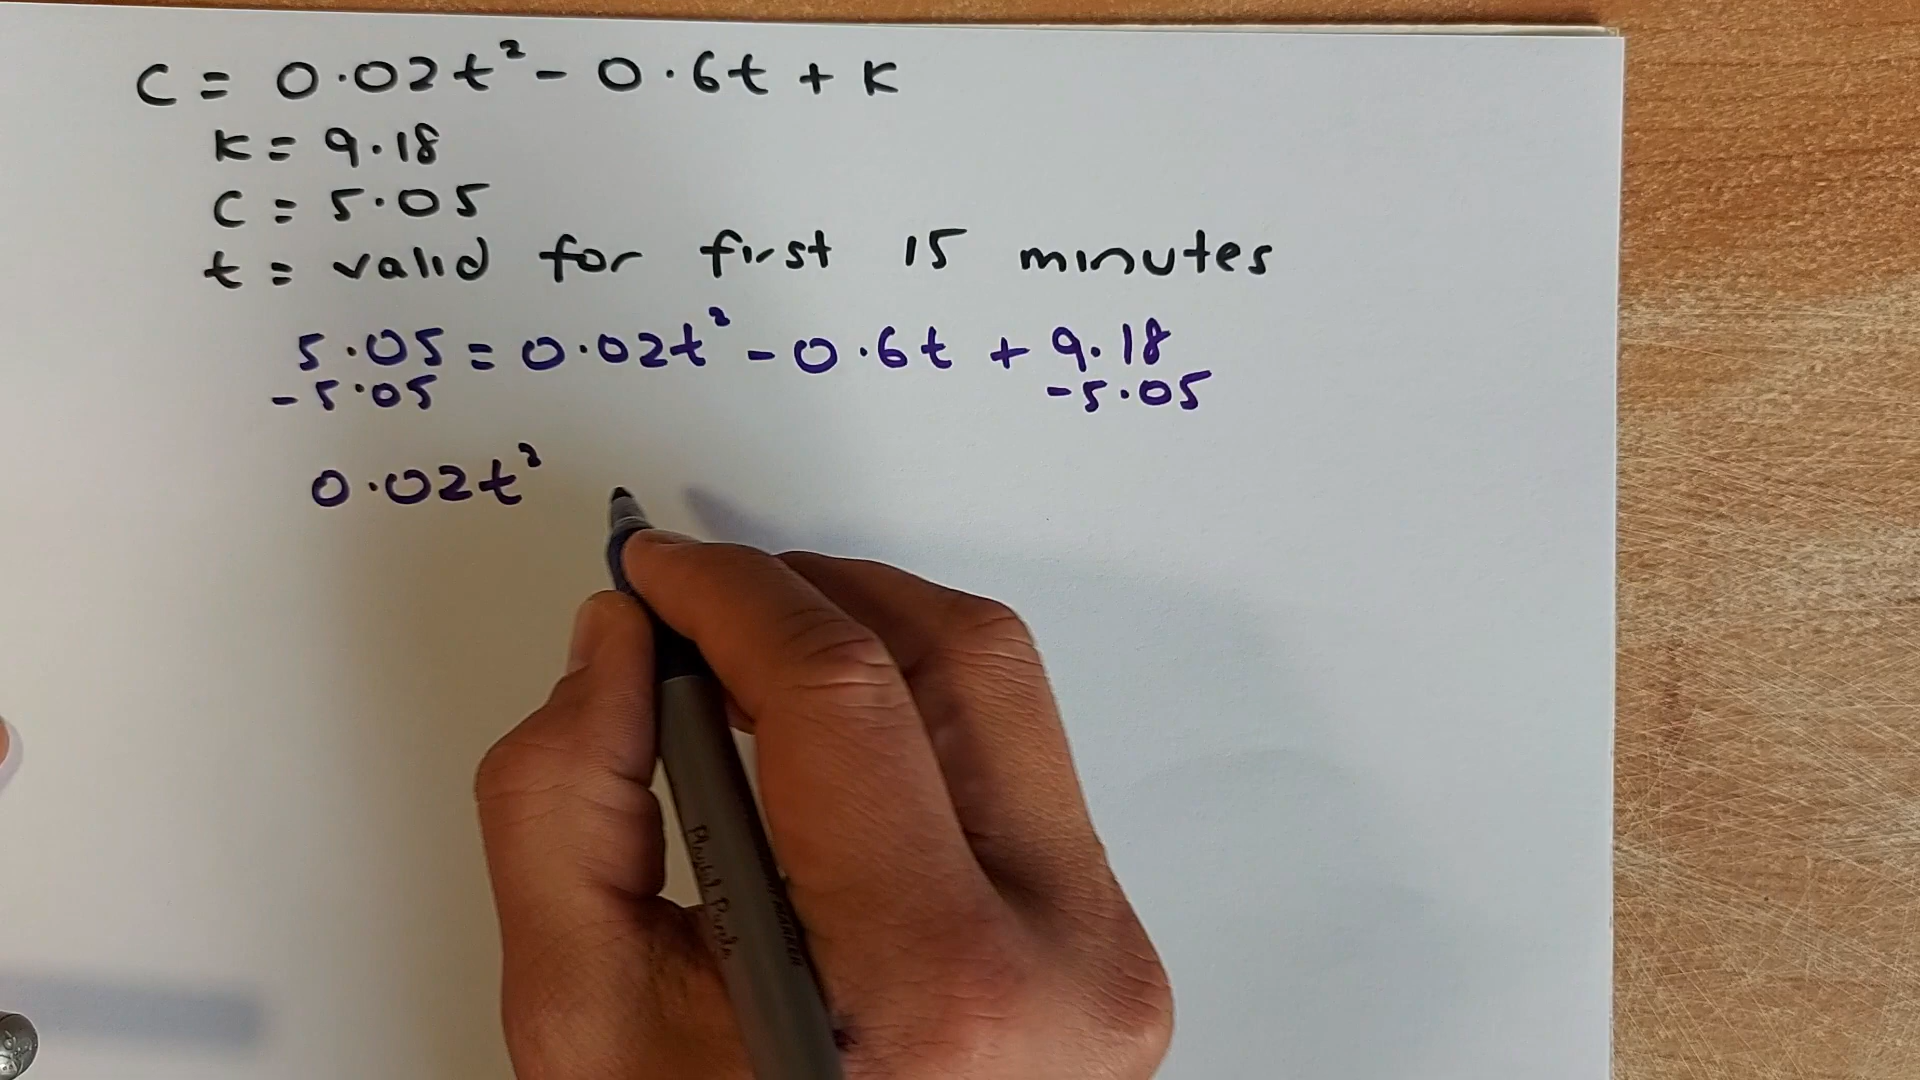 C = 0.02t² - 0.6t + K
K = 9.18
C = 5.05
t = valid for first 15 minutes
5.05 = 0.02t² - 0.6t + 9.18
-5.05 -5.05
0.02t²